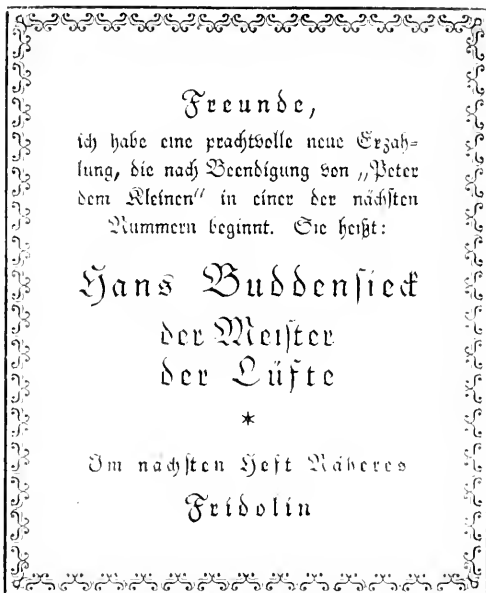 Freunde,
ich habe eine prachtvolle neue Erzäh-
lung, die nach Beendigung von „Peter
dem Kleinen“ in einer der nächsten
Nummern beginnt. Sie heißt:
Hans Buddensieck
der Meister
der Lüfte
*
Im nächsten Heft Näheres
Fridolin